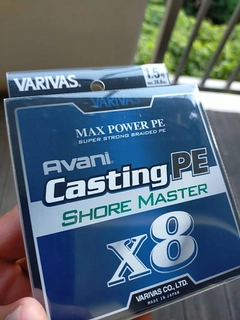 VARIVAS
1.5
VARIVAS
MAX POWER PE
SUPER STRONG BRAIDED PE
Avani
Casting PE
SHORE MASTER
X8
VARIVAS CO., LTD.
MADE IN JAPAN